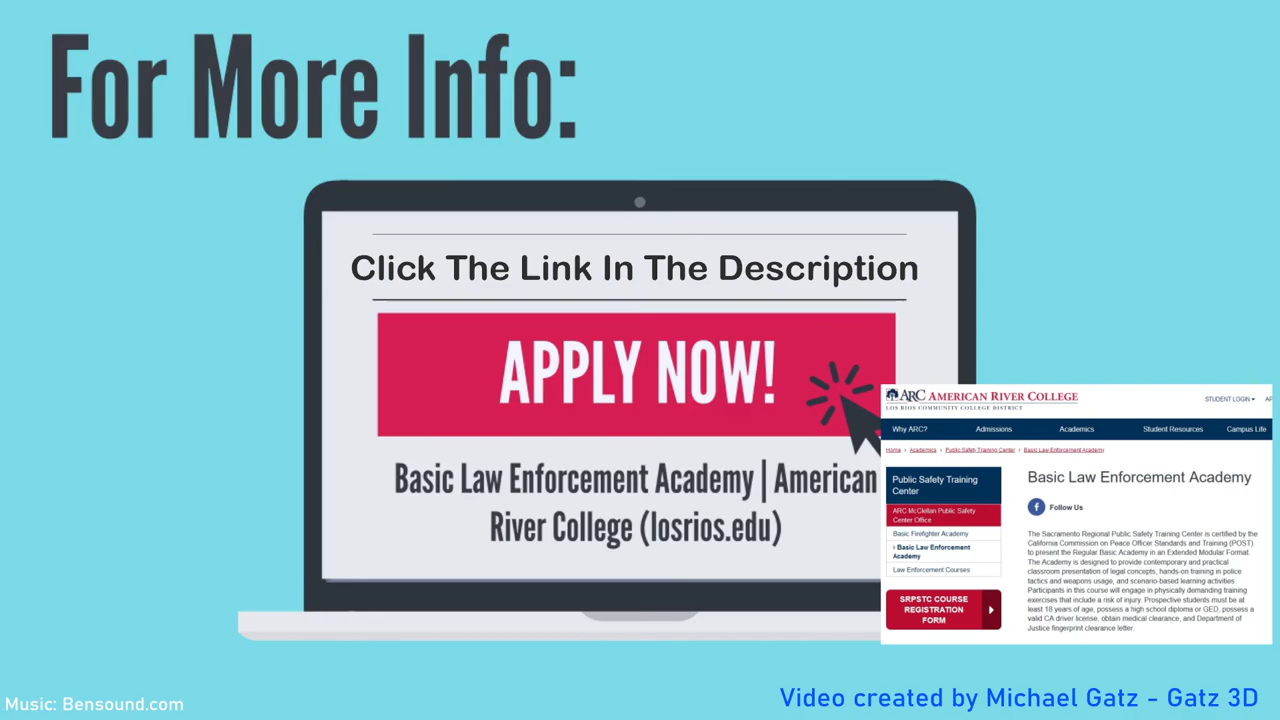 For More Info:
Click The Link In The Description
APPLY NOW!
Basic Law Enforcement Academy | American
River College (losrios.edu)
ARC AMERICAN RIVER COLLEGE
LOS RIOS COMMUNITY COLLEGE DISTRICT
STUDENT LOGIN
AP
Why ARC? Admissions Academics Student Resources Campus Life
Home > Academics > Public Safety Training Center > Basic Law Enforcement Academy
Public Safety Training
Center
ARC McClellan Public Safety
Center Office
Basic Firefighter Academy
> Basic Law Enforcement
Academy
Law Enforcement Courses
SRPSTC COURSE
REGISTRATION
FORM
Basic Law Enforcement Academy
Follow Us
The Sacramento Regional Public Safety Training Center is certified by the
California Commission on Peace Officer Standards and Training (POST)
to present the Regular Basic Academy in an Extended Modular Format.
The Academy is designed to provide contemporary and practical
classroom presentation of legal concepts, hands-on training in police
tactics and weapons usage, and scenario-based learning activities.
Participants in this course will engage in physically demanding training
exercises that include a risk of injury. Prospective students must be at
least 18 years of age, possess a high school diploma or GED, possess a
valid CA driver license, obtain medical clearance, and Department of
Justice fingerprint clearance letter.
Music: Bensound.com
Video created by Michael Gatz - Gatz 3D